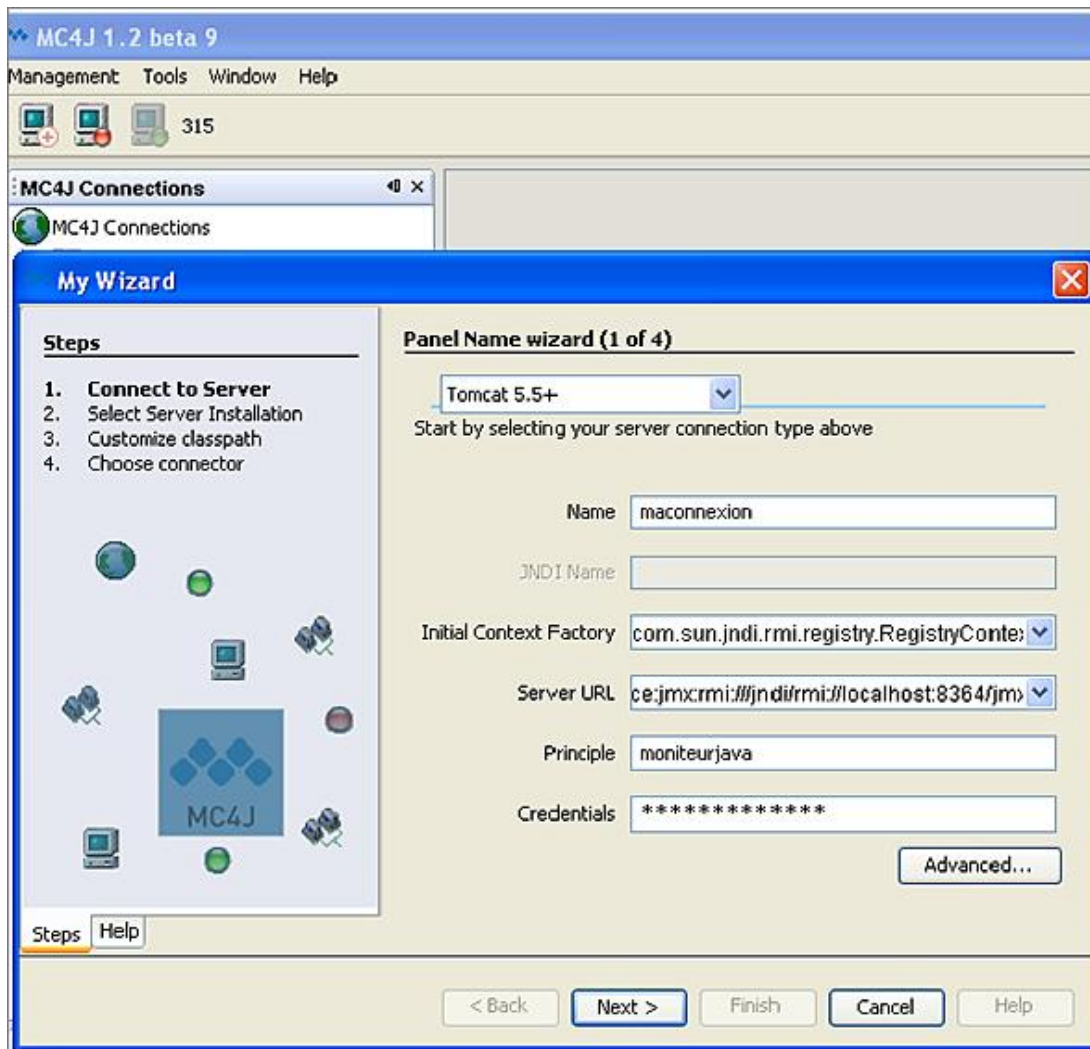 MC4J 1.2 beta 9
Management Tools Window Help
315
MC4J Connections
MC4J Connections
My Wizard
Steps
1. Connect to Server
2. Select Server Installation
3. Customize classpath
4. Choose connector
MC4J
Steps Help
Panel Name wizard (1 of 4)
Tomcat 5.5+
Start by selecting your server connection type above
Name maconnexion
JNDI Name
Initial Context Factory com.sun.jndi.rmi.registry.RegistryContex
Server URL ce:jmx:rmi:///jndi/rmi://localhost:8364/jmx
Principle moniteurjava
Credentials *************
Advanced...
< Back Next > Finish Cancel Help